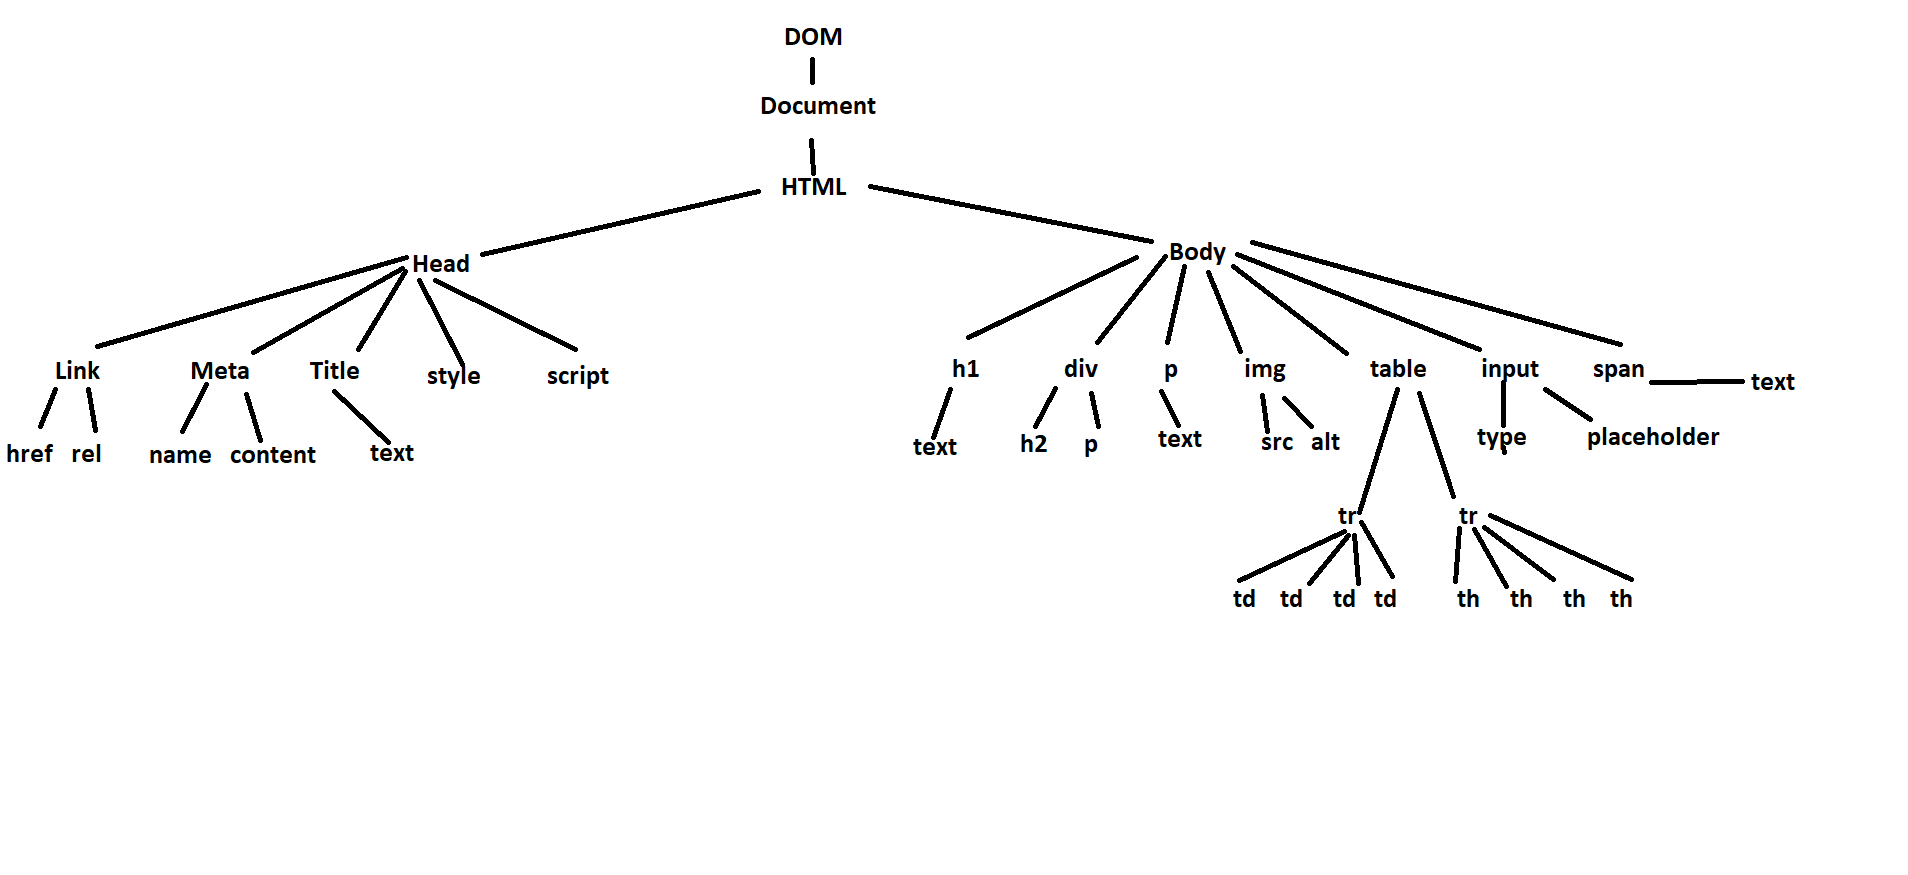 DOM
Document
HTML
Head
Body
Link Meta Title style script
h1 div p img table input span text
href rel name content text
text h2 p text src alt type placeholder
tr tr
td td td td th th th th